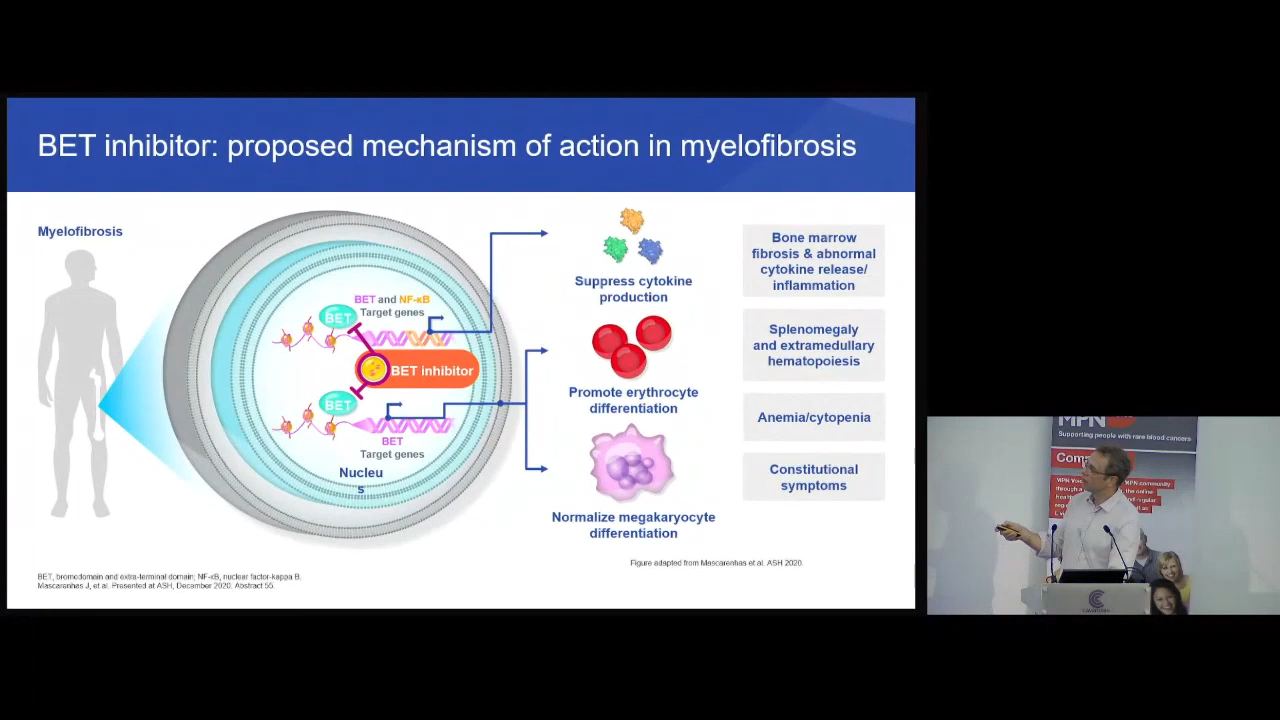 BET inhibitor: proposed mechanism of action in myelofibrosis
Myelofibrosis
BET and NF-κB
Target genes
BET
BET inhibitor
BET
BET
Target genes
Nucleu
s
Suppress cytokine
production
Promote erythrocyte
differentiation
Normalize megakaryocyte
differentiation
Bone marrow
fibrosis & abnormal
cytokine release/
inflammation
Splenomegaly
and extramedullary
hematopoiesis
Anemia/cytopenia
Constitutional
symptoms
Figure adapted from Mascarenhas et al. ASH 2020.
BET, bromodomain and extra-terminal domain; NF-κB, nuclear factor-kappa B.
Mascarenhas J, et al. Presented at ASH, December 2020. Abstract 55.
MPN
Supporting people with rare blood cancers